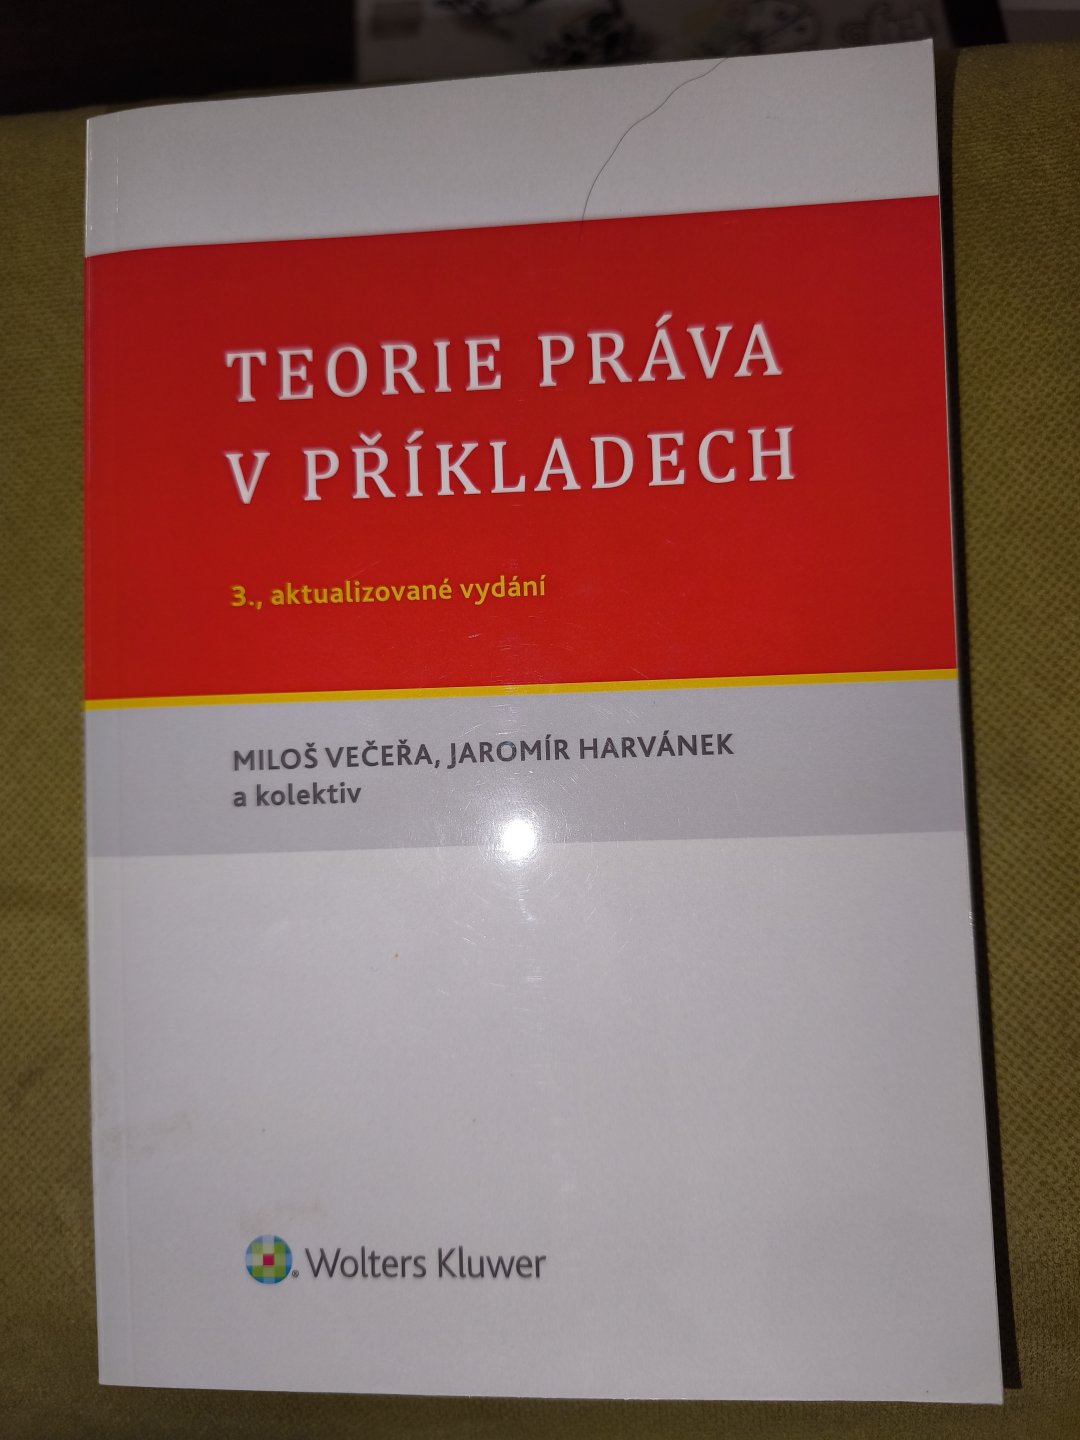 TEORIE PRÁVA
V PŘÍKLADECH
3., aktualizované vydání
MILOŠ VEČEŘA, JAROMÍR HARVÁNEK
a kolektiv
® Wolters Kluwer